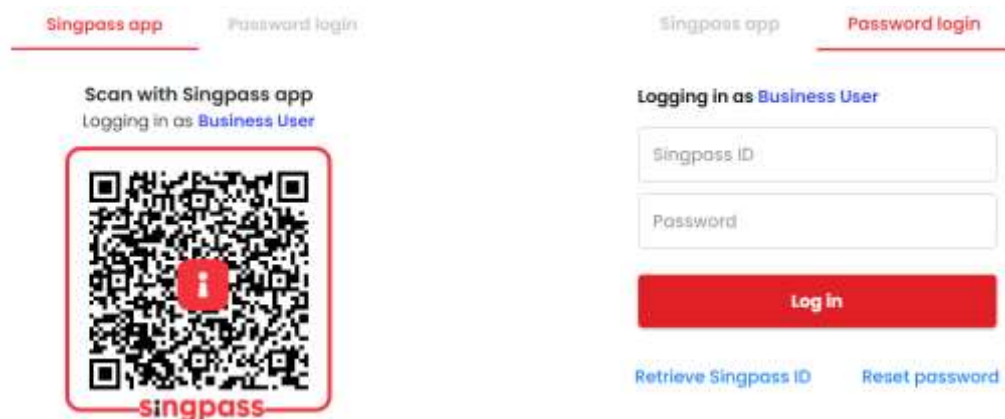 Singpass app Password login
Scan with Singpass app
Logging in as Business User
singpass
Singpass app Password login
Logging in as Business User
Singpass ID
Password
Log in
Retrieve Singpass ID Reset password